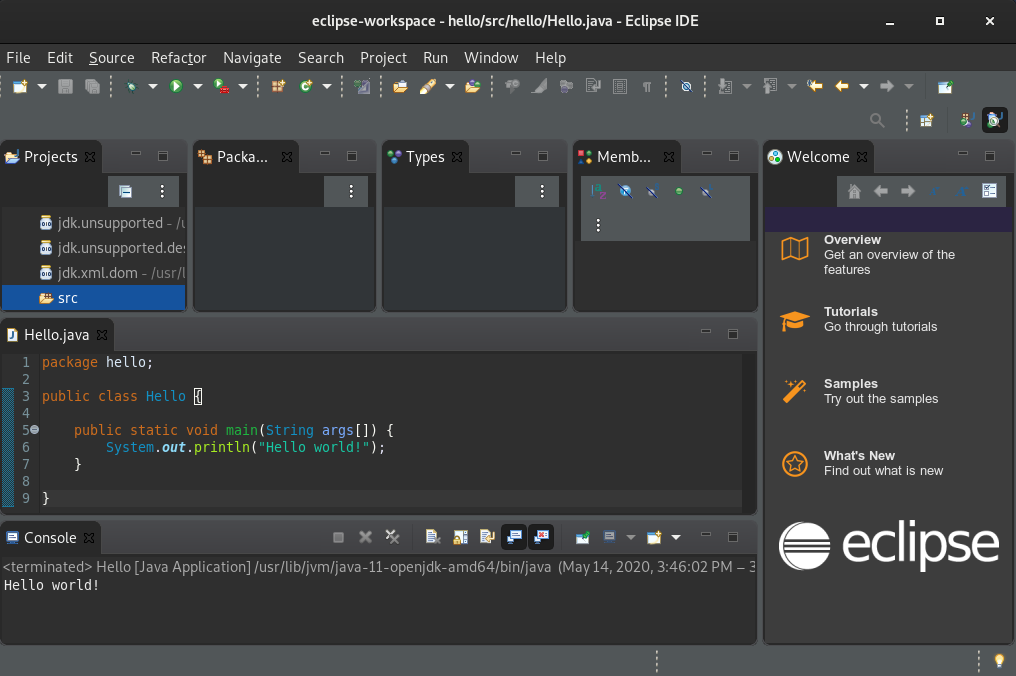 eclipse-workspace - hello/src/hello/Hello.java - Eclipse IDE
File Edit Source Refactor Navigate Search Project Run Window Help
Projects Packa... Types Memb... Welcome
jdk.unsupported - /u
jdk.unsupported.des
jdk.xml.dom - /usr/l
src
Overview
Get an overview of the
features
Tutorials
Go through tutorials
Samples
Try out the samples
What's New
Find out what is new
eclipse
Hello.java
1 package hello;
2
3 public class Hello {
4
5 public static void main(String args[]) {
6 System.out.println("Hello world!");
7 }
8
9 }
Console
<terminated> Hello [Java Application] /usr/lib/jvm/java-11-openjdk-amd64/bin/java (May 14, 2020, 3:46:02 PM – 3
Hello world!